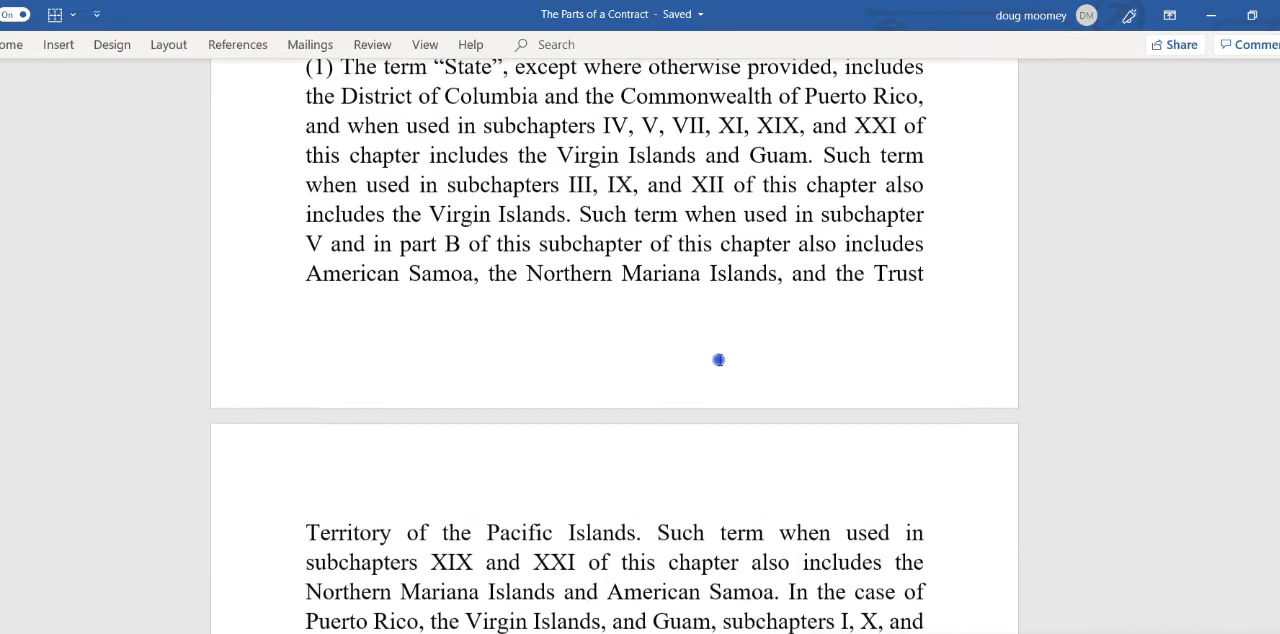 On
The Parts of a Contract - Saved
doug moomey DM
ome Insert Design Layout References Mailings Review View Help Search Share Commen
(1) The term “State”, except where otherwise provided, includes
the District of Columbia and the Commonwealth of Puerto Rico,
and when used in subchapters IV, V, VII, XI, XIX, and XXI of
this chapter includes the Virgin Islands and Guam. Such term
when used in subchapters III, IX, and XII of this chapter also
includes the Virgin Islands. Such term when used in subchapter
V and in part B of this subchapter of this chapter also includes
American Samoa, the Northern Mariana Islands, and the Trust
Territory of the Pacific Islands. Such term when used in
subchapters XIX and XXI of this chapter also includes the
Northern Mariana Islands and American Samoa. In the case of
Puerto Rico, the Virgin Islands, and Guam, subchapters I, X, and